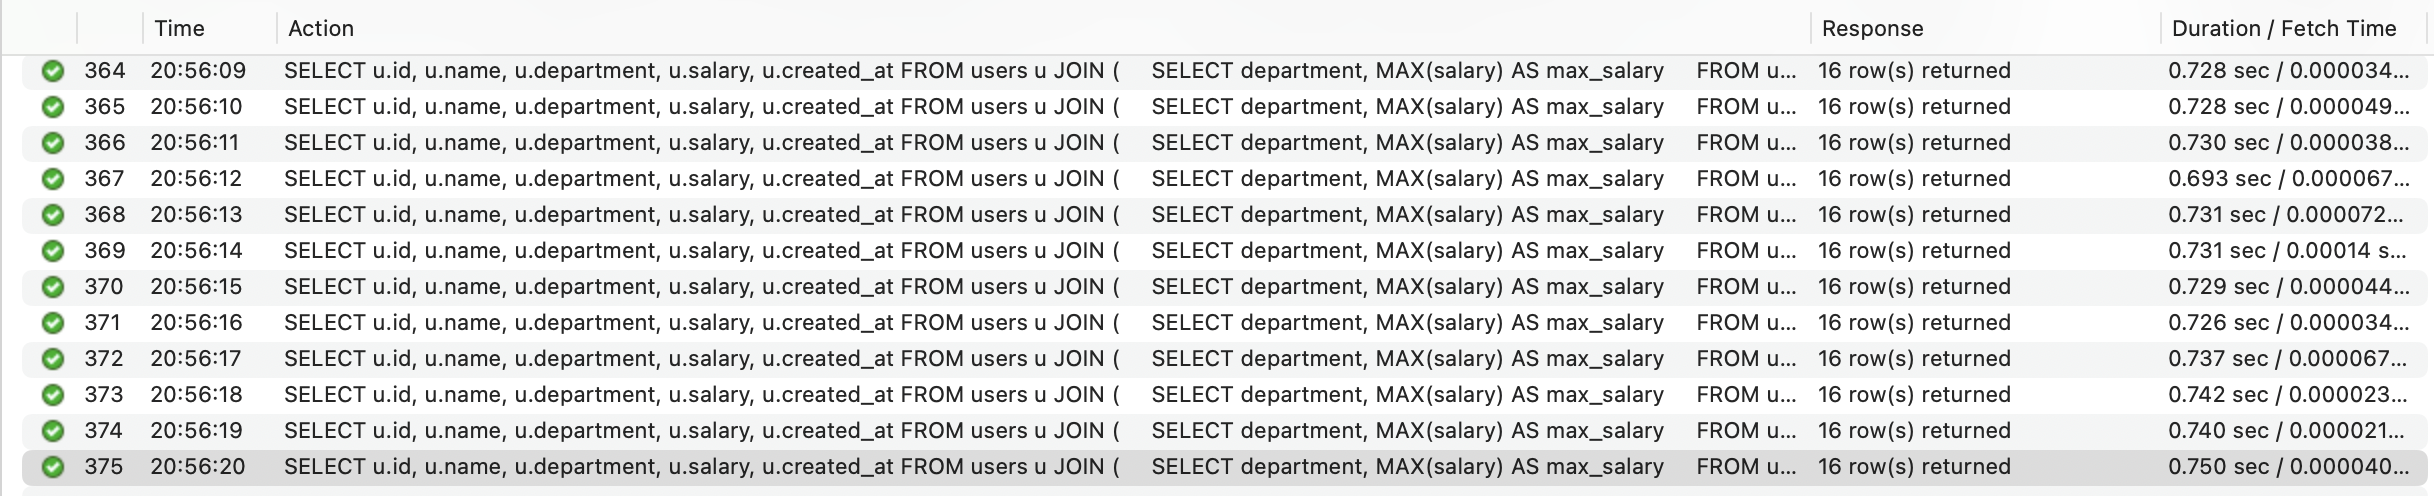 Time Action Response Duration / Fetch Time
364 20:56:09 SELECT u.id, u.name, u.department, u.salary, u.created_at FROM users u JOIN ( SELECT department, MAX(salary) AS max_salary FROM u... 16 row(s) returned 0.728 sec / 0.000034...
365 20:56:10 SELECT u.id, u.name, u.department, u.salary, u.created_at FROM users u JOIN ( SELECT department, MAX(salary) AS max_salary FROM u... 16 row(s) returned 0.728 sec / 0.000049...
366 20:56:11 SELECT u.id, u.name, u.department, u.salary, u.created_at FROM users u JOIN ( SELECT department, MAX(salary) AS max_salary FROM u... 16 row(s) returned 0.730 sec / 0.000038...
367 20:56:12 SELECT u.id, u.name, u.department, u.salary, u.created_at FROM users u JOIN ( SELECT department, MAX(salary) AS max_salary FROM u... 16 row(s) returned 0.693 sec / 0.000067...
368 20:56:13 SELECT u.id, u.name, u.department, u.salary, u.created_at FROM users u JOIN ( SELECT department, MAX(salary) AS max_salary FROM u... 16 row(s) returned 0.731 sec / 0.000072...
369 20:56:14 SELECT u.id, u.name, u.department, u.salary, u.created_at FROM users u JOIN ( SELECT department, MAX(salary) AS max_salary FROM u... 16 row(s) returned 0.731 sec / 0.00014 s...
370 20:56:15 SELECT u.id, u.name, u.department, u.salary, u.created_at FROM users u JOIN ( SELECT department, MAX(salary) AS max_salary FROM u... 16 row(s) returned 0.729 sec / 0.000044...
371 20:56:16 SELECT u.id, u.name, u.department, u.salary, u.created_at FROM users u JOIN ( SELECT department, MAX(salary) AS max_salary FROM u... 16 row(s) returned 0.726 sec / 0.000034...
372 20:56:17 SELECT u.id, u.name, u.department, u.salary, u.created_at FROM users u JOIN ( SELECT department, MAX(salary) AS max_salary FROM u... 16 row(s) returned 0.737 sec / 0.000067...
373 20:56:18 SELECT u.id, u.name, u.department, u.salary, u.created_at FROM users u JOIN ( SELECT department, MAX(salary) AS max_salary FROM u... 16 row(s) returned 0.742 sec / 0.000023...
374 20:56:19 SELECT u.id, u.name, u.department, u.salary, u.created_at FROM users u JOIN ( SELECT department, MAX(salary) AS max_salary FROM u... 16 row(s) returned 0.740 sec / 0.000021...
375 20:56:20 SELECT u.id, u.name, u.department, u.salary, u.created_at FROM users u JOIN ( SELECT department, MAX(salary) AS max_salary FROM u... 16 row(s) returned 0.750 sec / 0.000040...